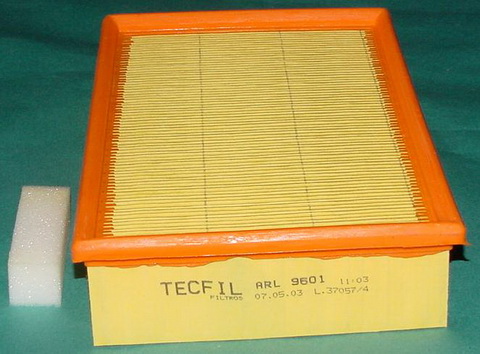 TECFIL ARL 9601 11:03
FILTROS 07.05.03 L.37057/4